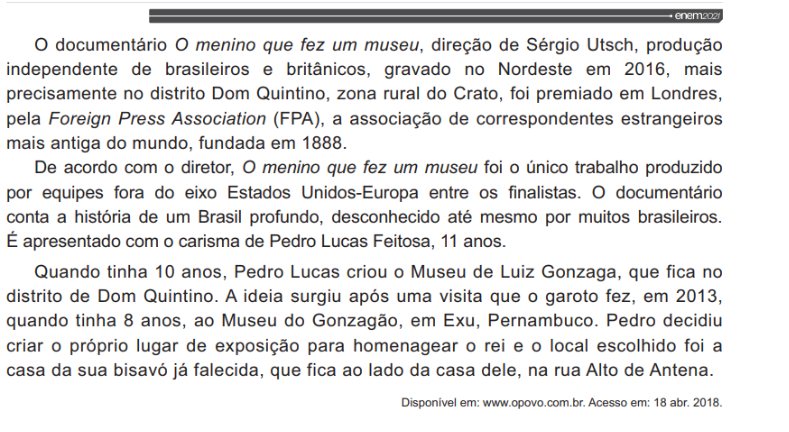 enem2021
O documentário O menino que fez um museu, direção de Sérgio Utsch, produção
independente de brasileiros e britânicos, gravado no Nordeste em 2016, mais
precisamente no distrito Dom Quintino, zona rural do Crato, foi premiado em Londres,
pela Foreign Press Association (FPA), a associação de correspondentes estrangeiros
mais antiga do mundo, fundada em 1888.
De acordo com o diretor, O menino que fez um museu foi o único trabalho produzido
por equipes fora do eixo Estados Unidos-Europa entre os finalistas. O documentário
conta a história de um Brasil profundo, desconhecido até mesmo por muitos brasileiros.
É apresentado com o carisma de Pedro Lucas Feitosa, 11 anos.
Quando tinha 10 anos, Pedro Lucas criou o Museu de Luiz Gonzaga, que fica no
distrito de Dom Quintino. A ideia surgiu após uma visita que o garoto fez, em 2013,
quando tinha 8 anos, ao Museu do Gonzagão, em Exu, Pernambuco. Pedro decidiu
criar o próprio lugar de exposição para homenagear o rei e o local escolhido foi a
casa da sua bisavó já falecida, que fica ao lado da casa dele, na rua Alto de Antena.
Disponível em: www.opovo.com.br. Acesso em: 18 abr. 2018.